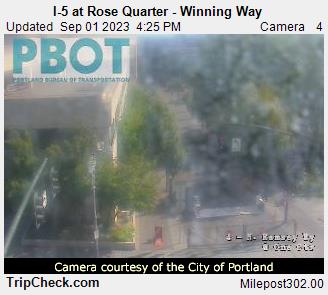 I-5 at Rose Quarter - Winning Way
Updated Sep 01 2023 4:25 PM Camera 4
PBOT
PORTLAND BUREAU OF TRANSPORTATION
Camera courtesy of the City of Portland
TripCheck.com Milepost302.00